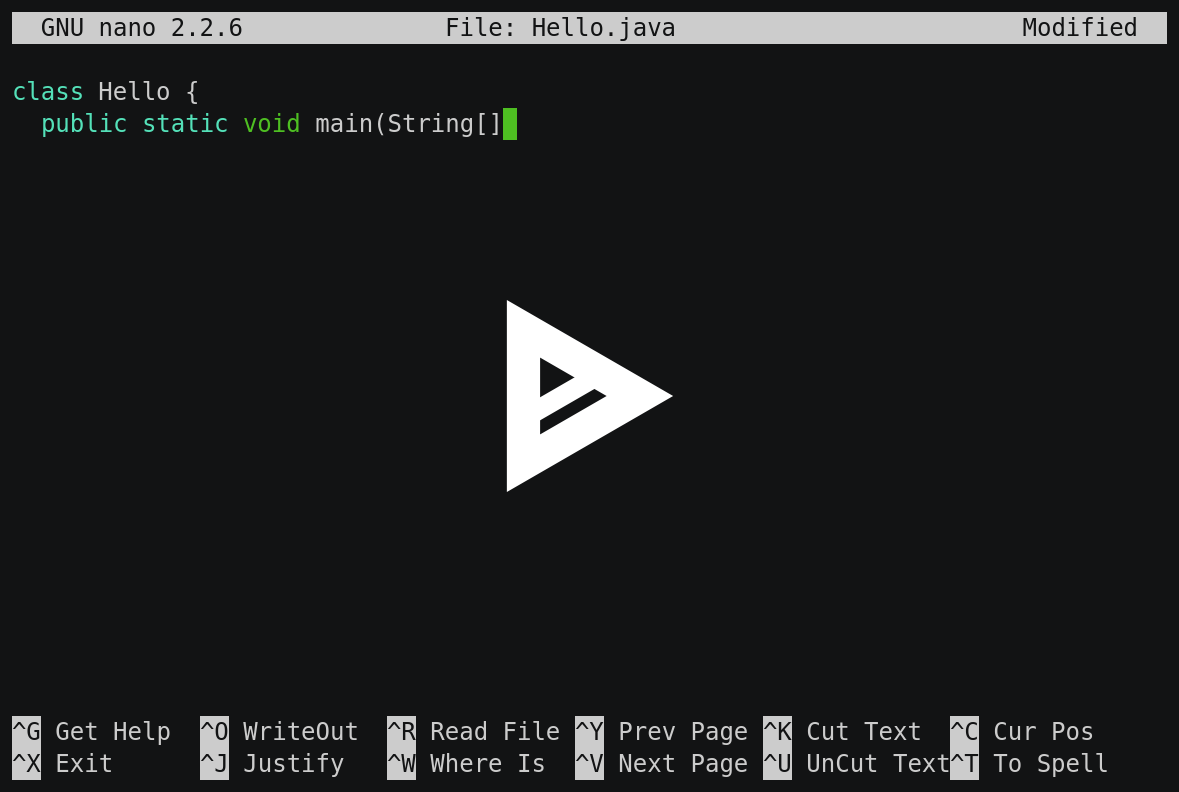 GNU nano 2.2.6 File: Hello.java Modified
class Hello {
  public static void main(String[]
^G Get Help ^O WriteOut ^R Read File ^Y Prev Page ^K Cut Text ^C Cur Pos
^X Exit ^J Justify ^W Where Is ^V Next Page ^U UnCut Text^T To Spell